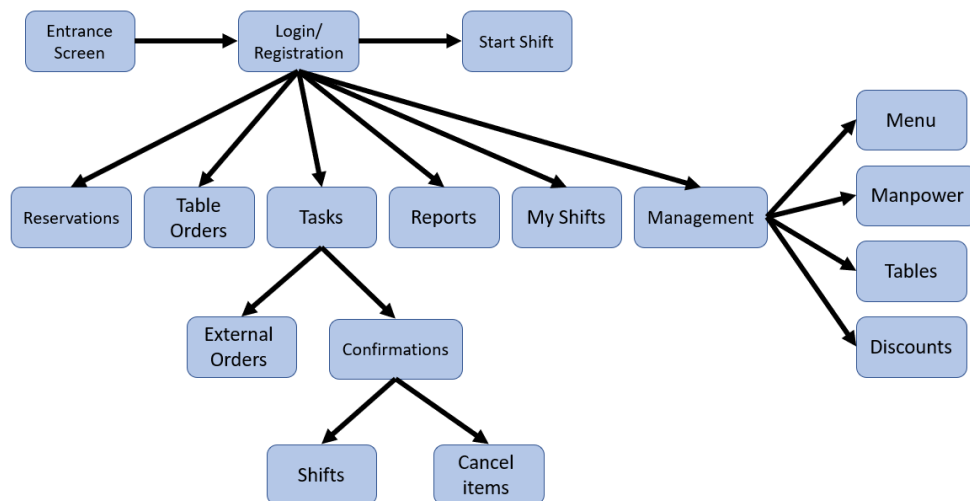 Entrance
Screen
Login/
Registration
Start Shift
Menu
Manpower
Tables
Discounts
Reservations
Table
Orders
Tasks
Reports
My Shifts
Management
External
Orders
Confirmations
Shifts
Cancel
items